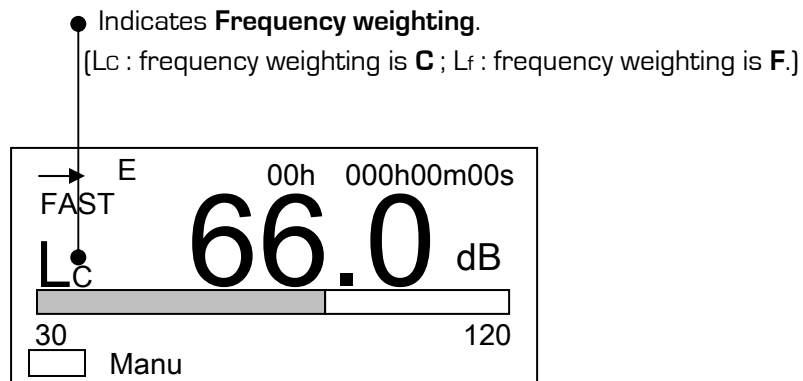 Indicates Frequency weighting.
(LC : frequency weighting is C ; Lf : frequency weighting is F.)
E 00h 000h00m00s
FAST
LC 66.0 dB
30 120
Manu